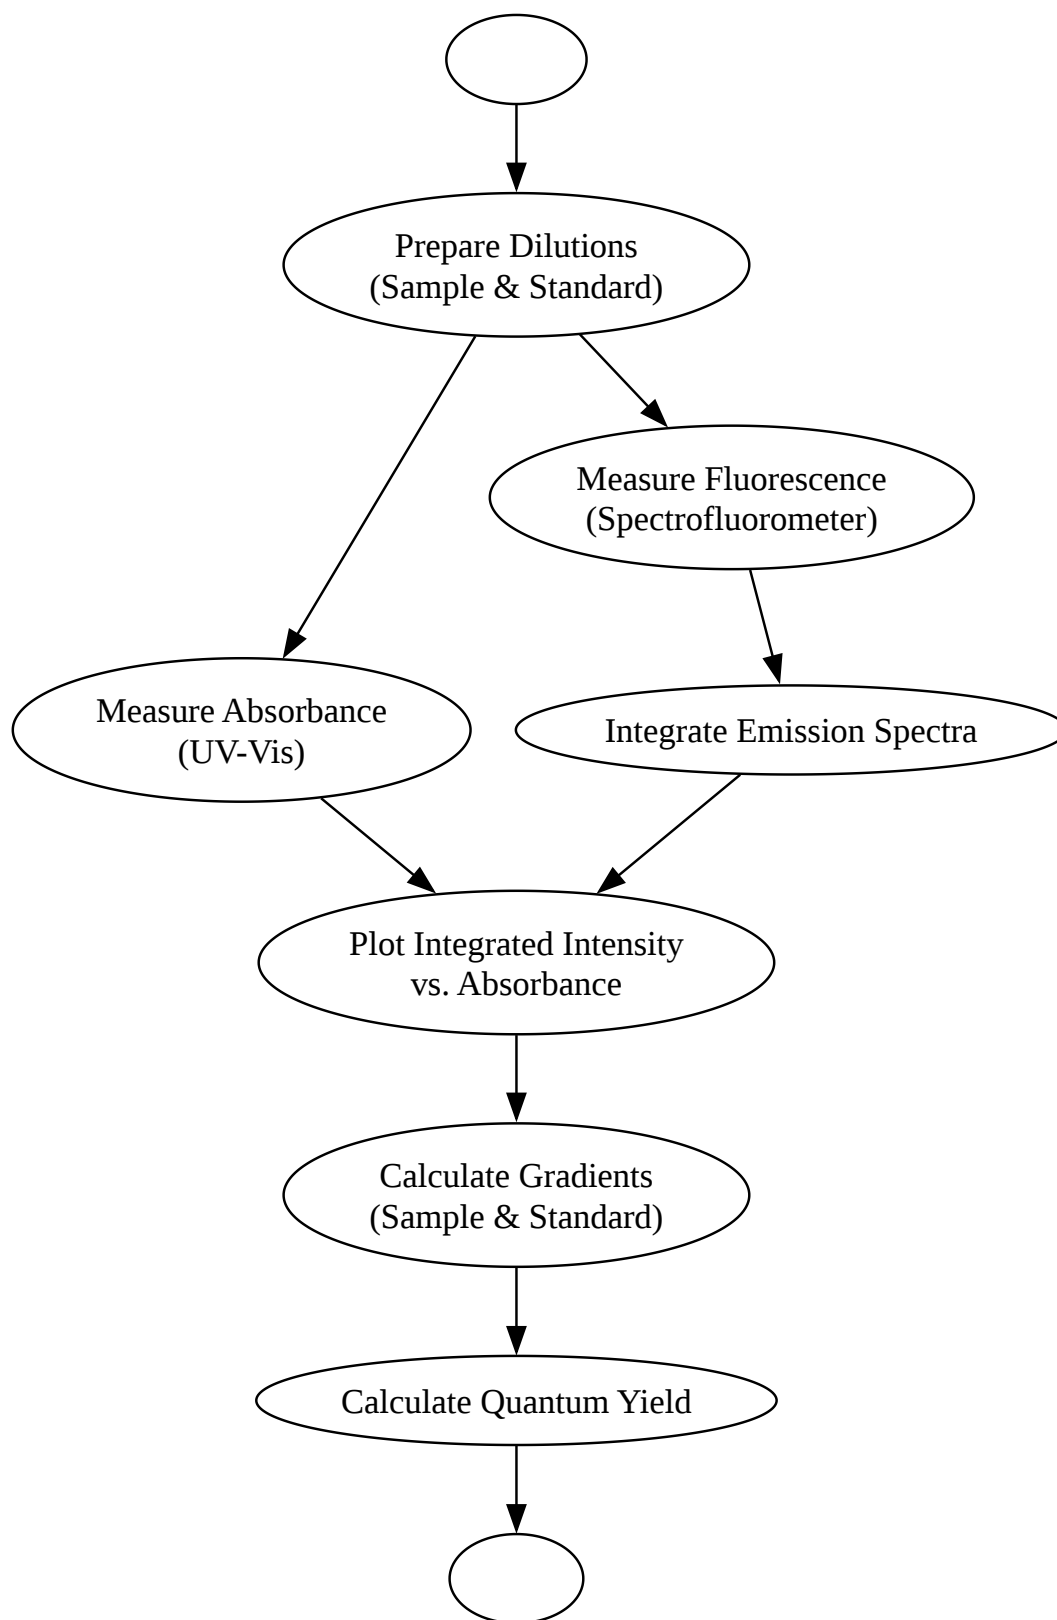 Prepare Dilutions
(Sample & Standard)
Measure Fluorescence
(Spectrofluorometer)
Measure Absorbance
(UV-Vis)
Integrate Emission Spectra
Plot Integrated Intensity
vs. Absorbance
Calculate Gradients
(Sample & Standard)
Calculate Quantum Yield